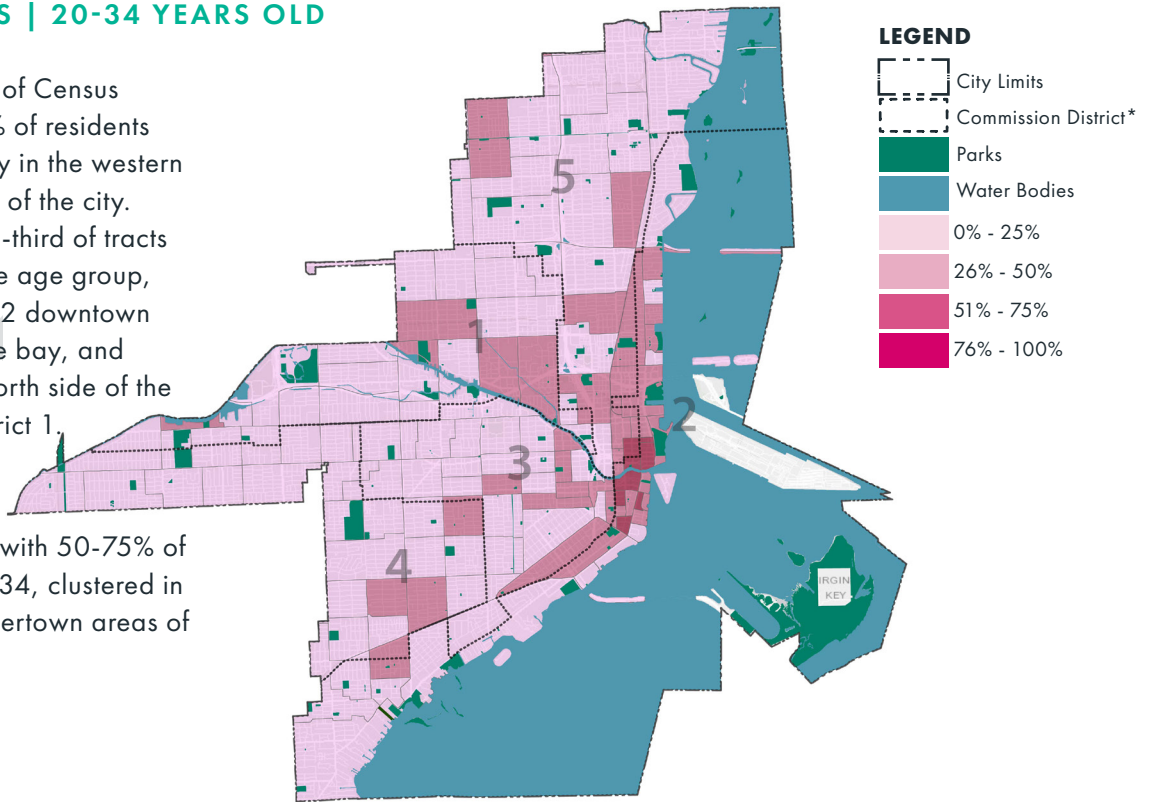 S | 20-34 YEARS OLD
of Census
% of residents
y in the western
of the city.
-third of tracts
e age group,
2 downtown
e bay, and
orth side of the
rict 1.
with 50-75% of
34, clustered in
ertown areas of
5
1
2
3
4
IRGIN
KEY
LEGEND
City Limits
Commission District*
Parks
Water Bodies
0% - 25%
26% - 50%
51% - 75%
76% - 100%